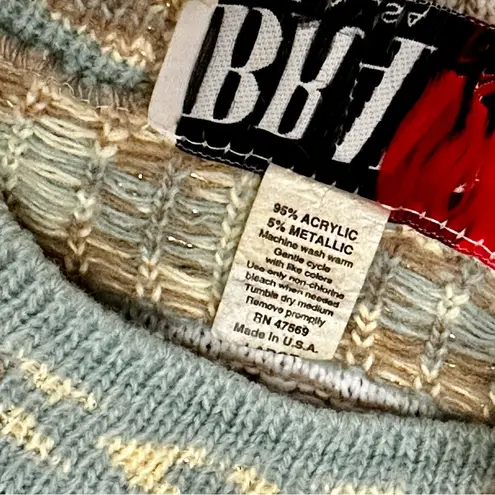 95% ACRYLIC
5% METALLIC
Machine wash warm
Gentle cycle
with like colors
Use only non-chlorine
bleach when needed
Tumble dry medium
Remove promptly
RN 47569
Made in U.S.A.